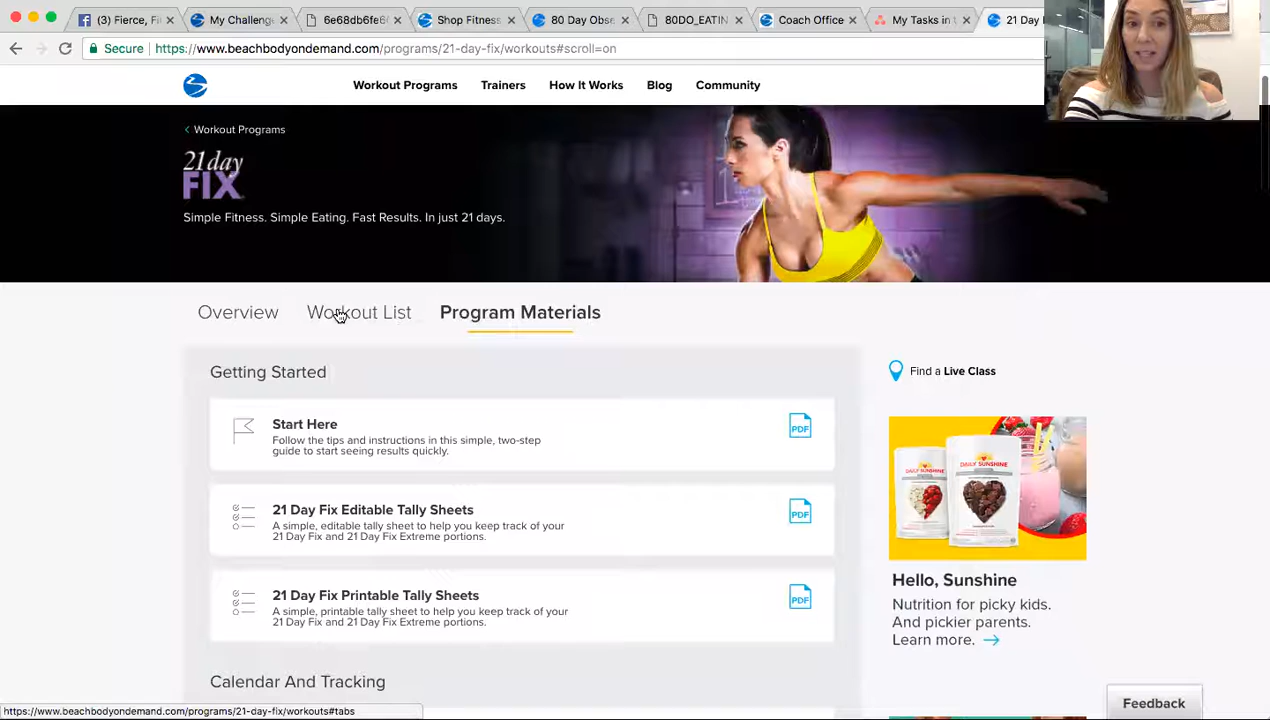 (3) Fierce, Fi
My Challeng
6e68db6fe6
Shop Fitness
80 Day Obse
80DO_EATIN
Coach Office
My Tasks in
21 Day
Secure
https://www.beachbodyondemand.com/programs/21-day-fix/workouts#scroll=on
Workout Programs
Trainers
How It Works
Blog
Community
Workout Programs
21day
FIX
Simple Fitness. Simple Eating. Fast Results. In just 21 days.
Overview
Workout List
Program Materials
Getting Started
Start Here
Follow the tips and instructions in this simple, two-step
guide to start seeing results quickly.
PDF
21 Day Fix Editable Tally Sheets
A simple, editable tally sheet to help you keep track of your
21 Day Fix and 21 Day Fix Extreme portions.
PDF
21 Day Fix Printable Tally Sheets
A simple, printable tally sheet to help you keep track of your
21 Day Fix and 21 Day Fix Extreme portions.
PDF
Calendar And Tracking
Find a Live Class
DAILY SUNSHINE
DAILY SUNSHINE
Hello, Sunshine
Nutrition for picky kids.
And pickier parents.
Learn more.
Feedback
https://www.beachbodyondemand.com/programs/21-day-fix/workouts#tabs